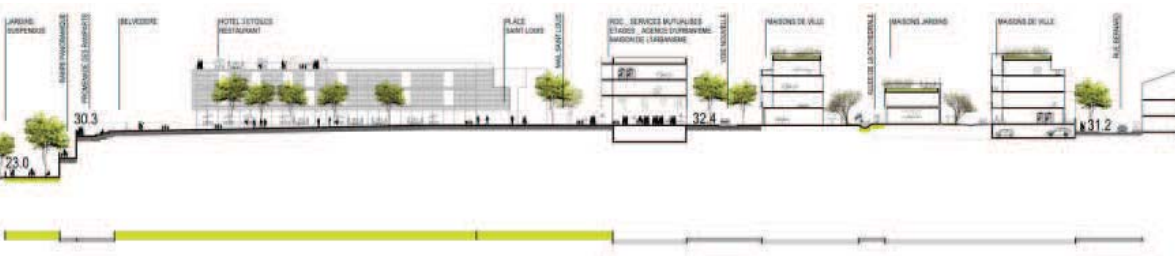 JARDINS
SUSPENDUS
RAMPE PANORAMIQUE
PROMENADE DES REMPARTS
BELVEDERE
HOTEL 3 ETOILES
RESTAURANT
PLACE
SAINT LOUIS
MAIL SAINT LOUIS
RDC _ SERVICES MUTUALISES
ETAGES _ AGENCE D'URBANISME
MAISON DE L'URBANISME
VOIE NOUVELLE
MAISONS DE VILLE
ALLEE DE LA CATHEDRALE
MAISONS JARDINS
MAISONS DE VILLE
RUE BERNARD
23.0
30.3
32.4
31.2